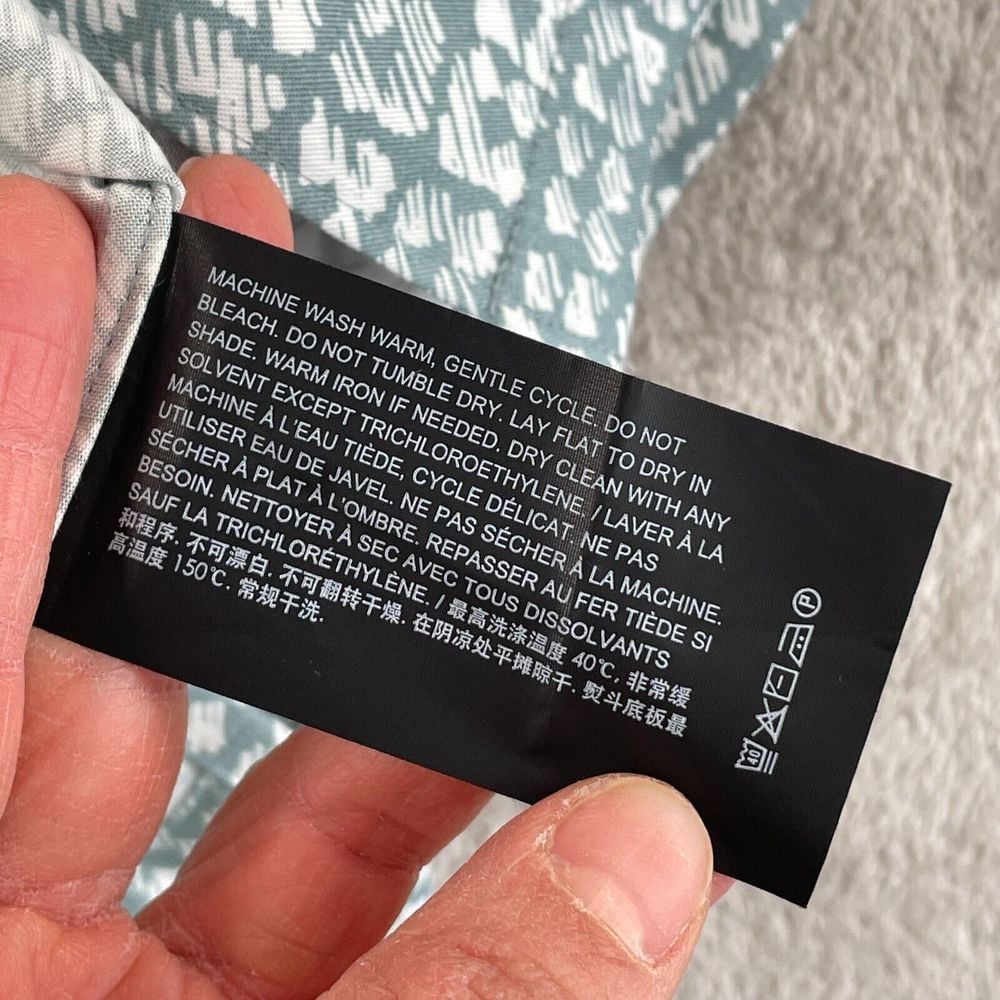 MACHINE WASH WARM, GENTLE CYCLE. DO NOT
BLEACH. DO NOT TUMBLE DRY. LAY FLAT TO DRY IN
SHADE. WARM IRON IF NEEDED. DRY CLEAN WITH ANY
SOLVENT EXCEPT TRICHLOROETHYLENE. / LAVER À LA
MACHINE À L'EAU TIÈDE, CYCLE DÉLICAT. NE PAS
UTILISER EAU DE JAVEL. NE PAS SÉCHER À LA MACHINE.
SÉCHER À PLAT À L'OMBRE. REPASSER AU FER TIÈDE SI
BESOIN. NETTOYER À SEC AVEC TOUS DISSOLVANTS
SAUF LA TRICHLORÉTHYLÈNE. / 最高洗涤温度 40℃, 非常缓
和程序. 不可漂白. 不可翻转干燥. 在阴凉处平摊晾干. 熨斗底板最
高温度 150℃. 常规干洗.
40
P